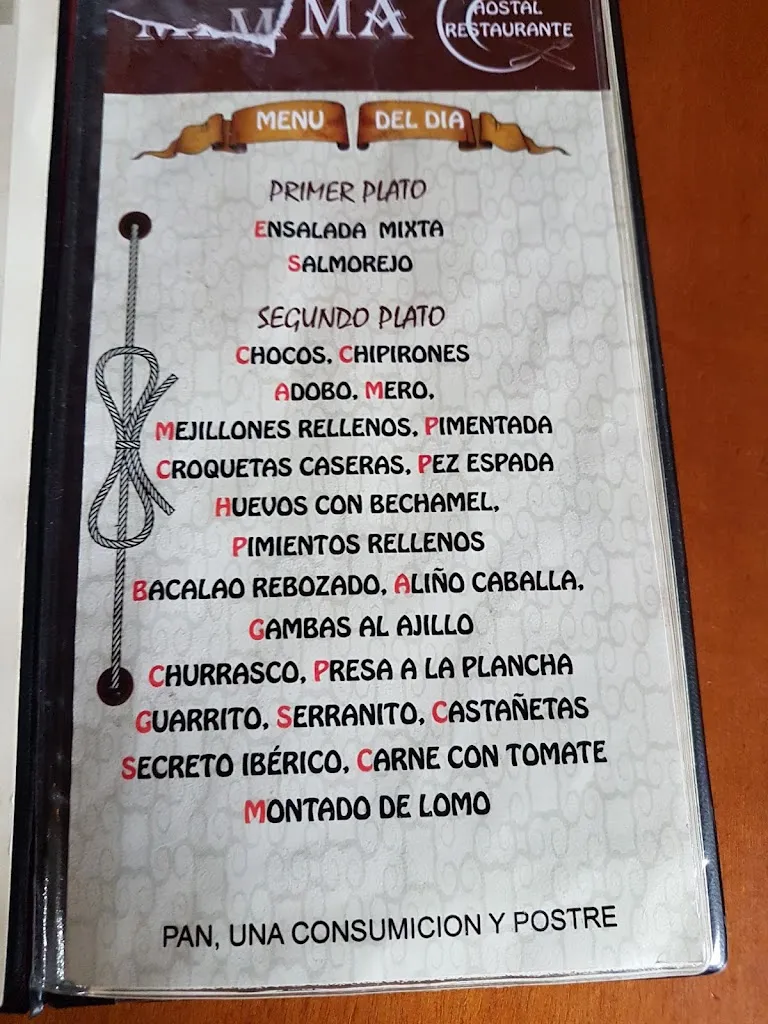 MA
HOSTAL
RESTAURANTE
MENU DEL DIA
PRIMER PLATO
ENSALADA MIXTA
SALMOREJO
SEGUNDO PLATO
CHOCOS, CHIPIRONES
ADOBO, MERO,
MEJILLONES RELLENOS, PIMENTADA
CROQUETAS CASERAS, PEZ ESPADA
HUEVOS CON BECHAMEL,
PIMIENTOS RELLENOS
BACALAO REBOZADO, ALIÑO CABALLA,
GAMBAS AL AJILLO
CHURRASCO, PRESA A LA PLANCHA
GUARRITO, SERRANITO, CASTAÑETAS
SECRETO IBÉRICO, CARNE CON TOMATE
MONTADO DE LOMO
PAN, UNA CONSUMICION Y POSTRE